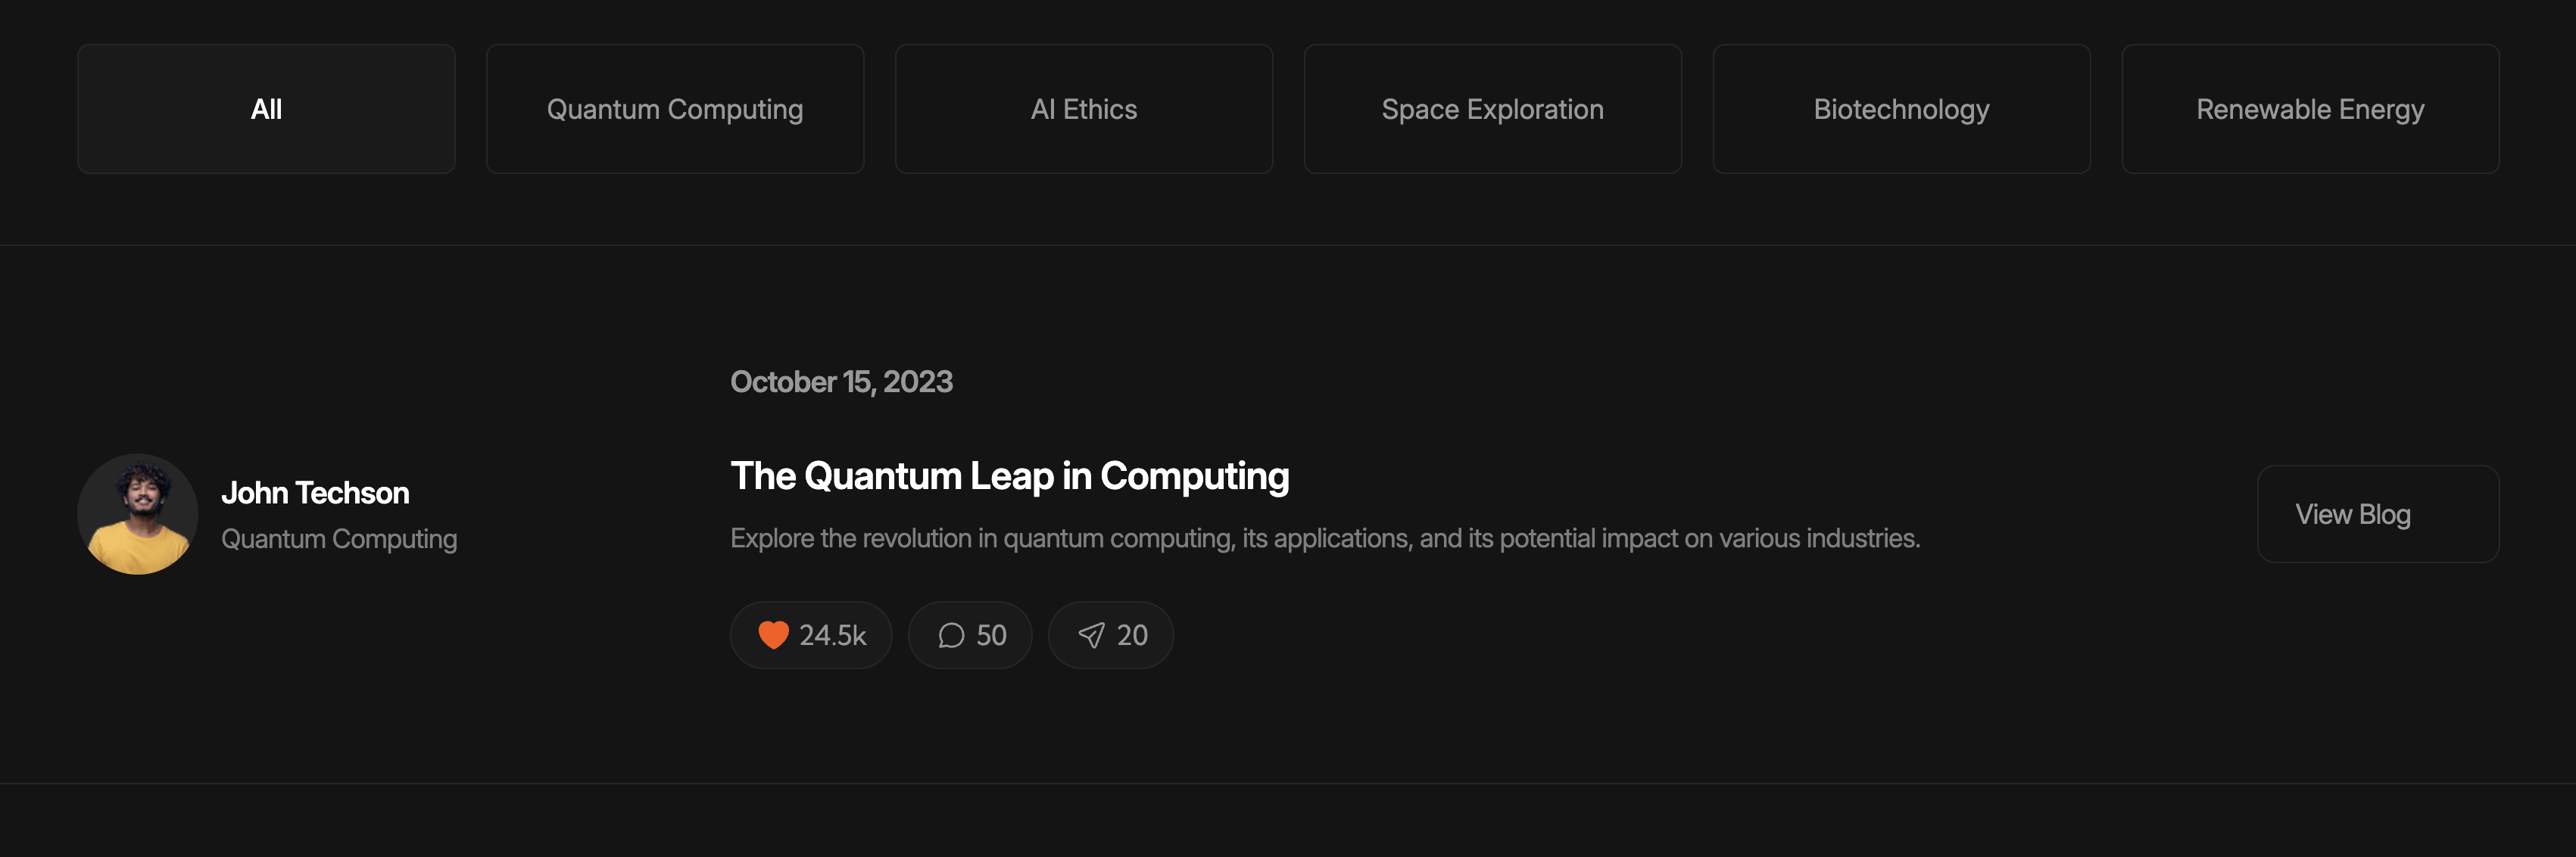 All
Quantum Computing
AI Ethics
Space Exploration
Biotechnology
Renewable Energy
October 15, 2023
John Techson
Quantum Computing
The Quantum Leap in Computing
Explore the revolution in quantum computing, its applications, and its potential impact on various industries.
24.5k
50
20
View Blog